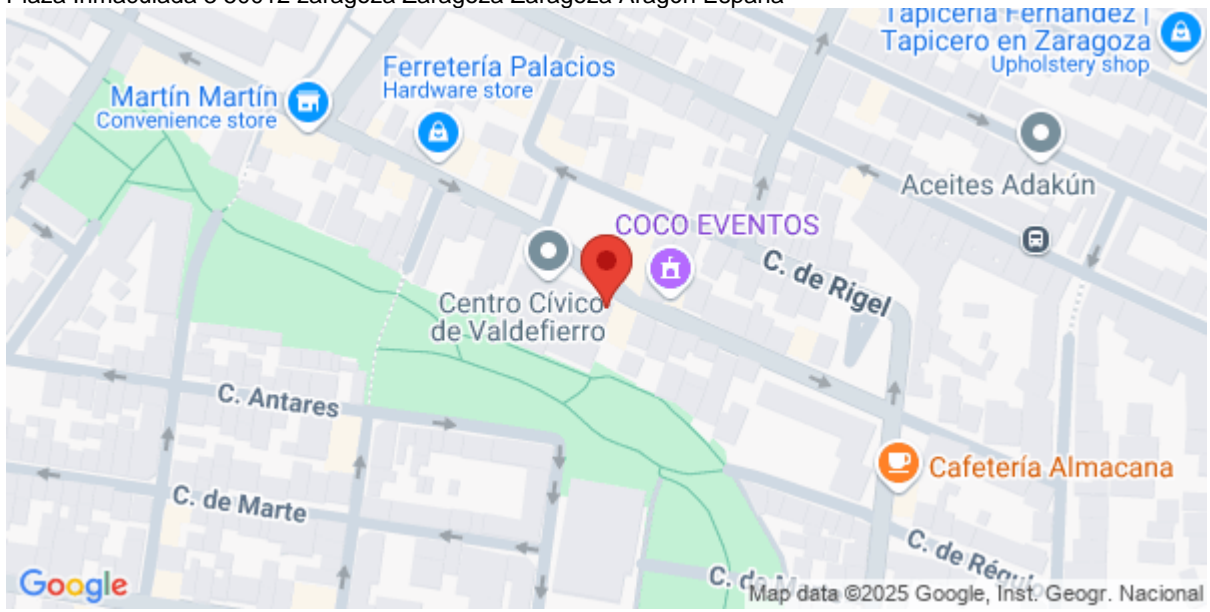 Tapicería Fernández |
Tapicero en Zaragoza
Upholstery shop
Ferretería Palacios
Hardware store
Martín Martín
Convenience store
Aceites Adakún
COCO EVENTOS
C. de Rigel
Centro Cívico
de Valdefierro
C. Antares
Cafetería Almacana
C. de Marte
C. de Régulo
C. de
Google
Map data ©2025 Google, Inst. Geogr. Nacional